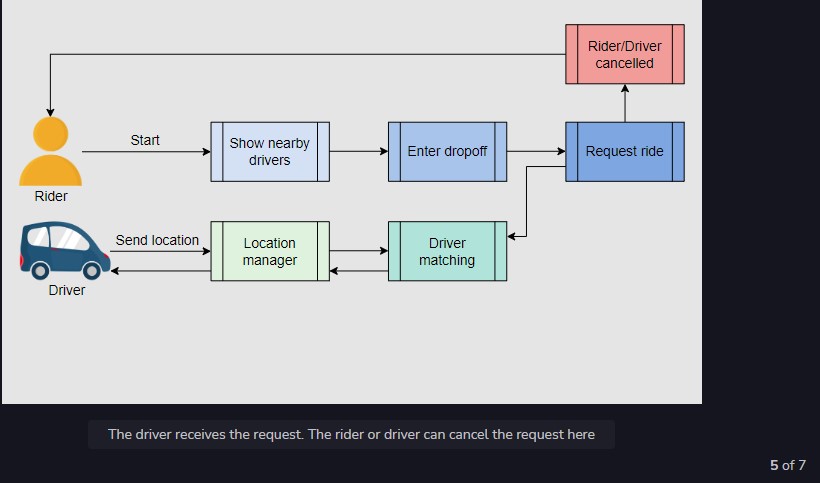 Rider/Driver
cancelled
Start
Show nearby
drivers
Enter dropoff
Request ride
Rider
Send location
Location
manager
Driver
matching
Driver
The driver receives the request. The rider or driver can cancel the request here
5 of 7